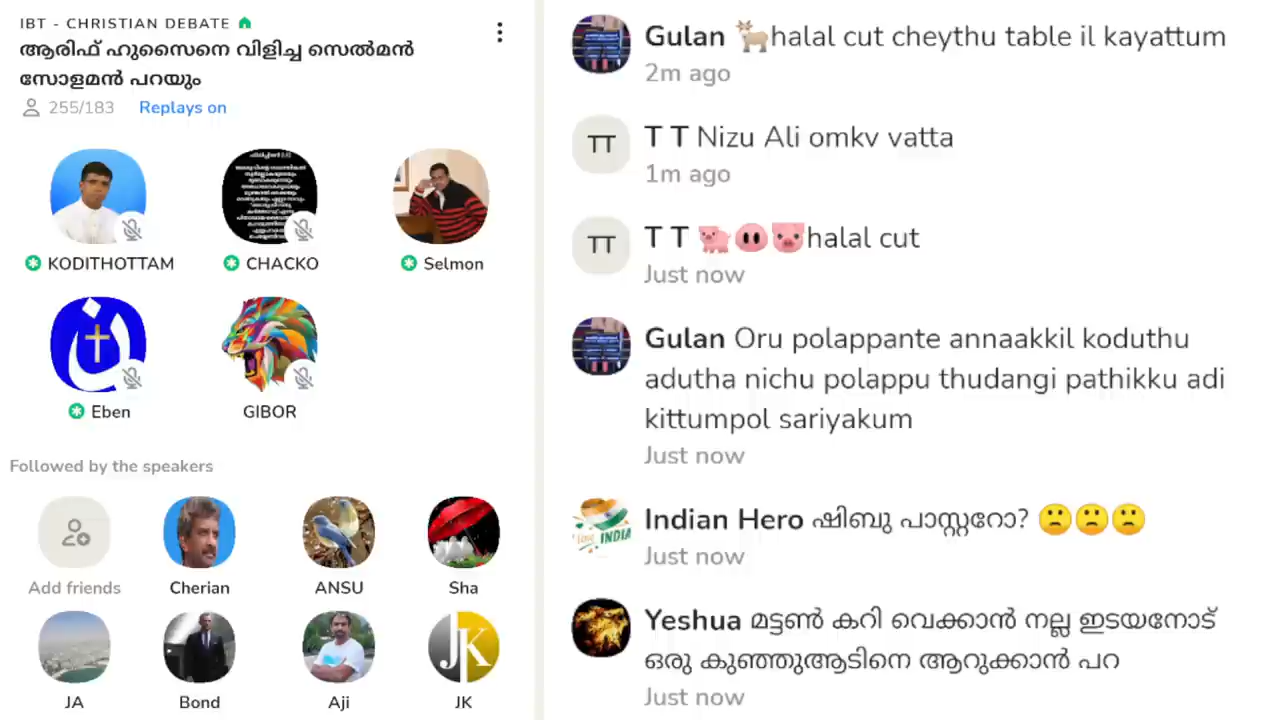 IBT - CHRISTIAN DEBATE
ആരിഫ് ഹുസൈനെ വിളിച്ച സെൽമൻ
സോളമൻ പറയും
255/183 Replays on
KODITHOTTAM CHACKO Selmon
Eben GIBOR
Followed by the speakers
Add friends Cherian ANSU Sha
JA Bond Aji JK
Gulan 🐐halal cut cheythu table il kayattum
2m ago
TT
T T Nizu Ali omkv vatta
1m ago
TT
T T 🐖🐽🐷halal cut
Just now
Gulan Oru polappante annaakkil koduthu
adutha nichu polappu thudangi pathikku adi
kittumpol sariyakum
Just now
Indian Hero ഷിബു പാസ്റ്ററോ? 🙁🙁🙁
Just now
Yeshua മട്ടൺ കറി വെക്കാൻ നല്ല ഇടയനോട്
ഒരു കുഞ്ഞുആടിനെ ആറുക്കാൻ പറ
Just now